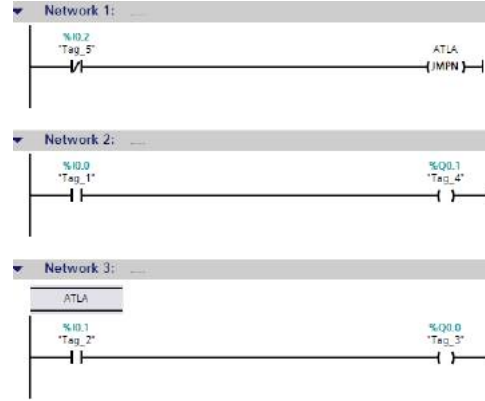 Network 1:
%I0.2
"Tag_5"
ATLA
JMPN
Network 2:
%I0.0
"Tag_1"
%Q0.1
"Tag_4"
Network 3:
ATLA
%I0.1
"Tag_2"
%Q0.0
"Tag_3"